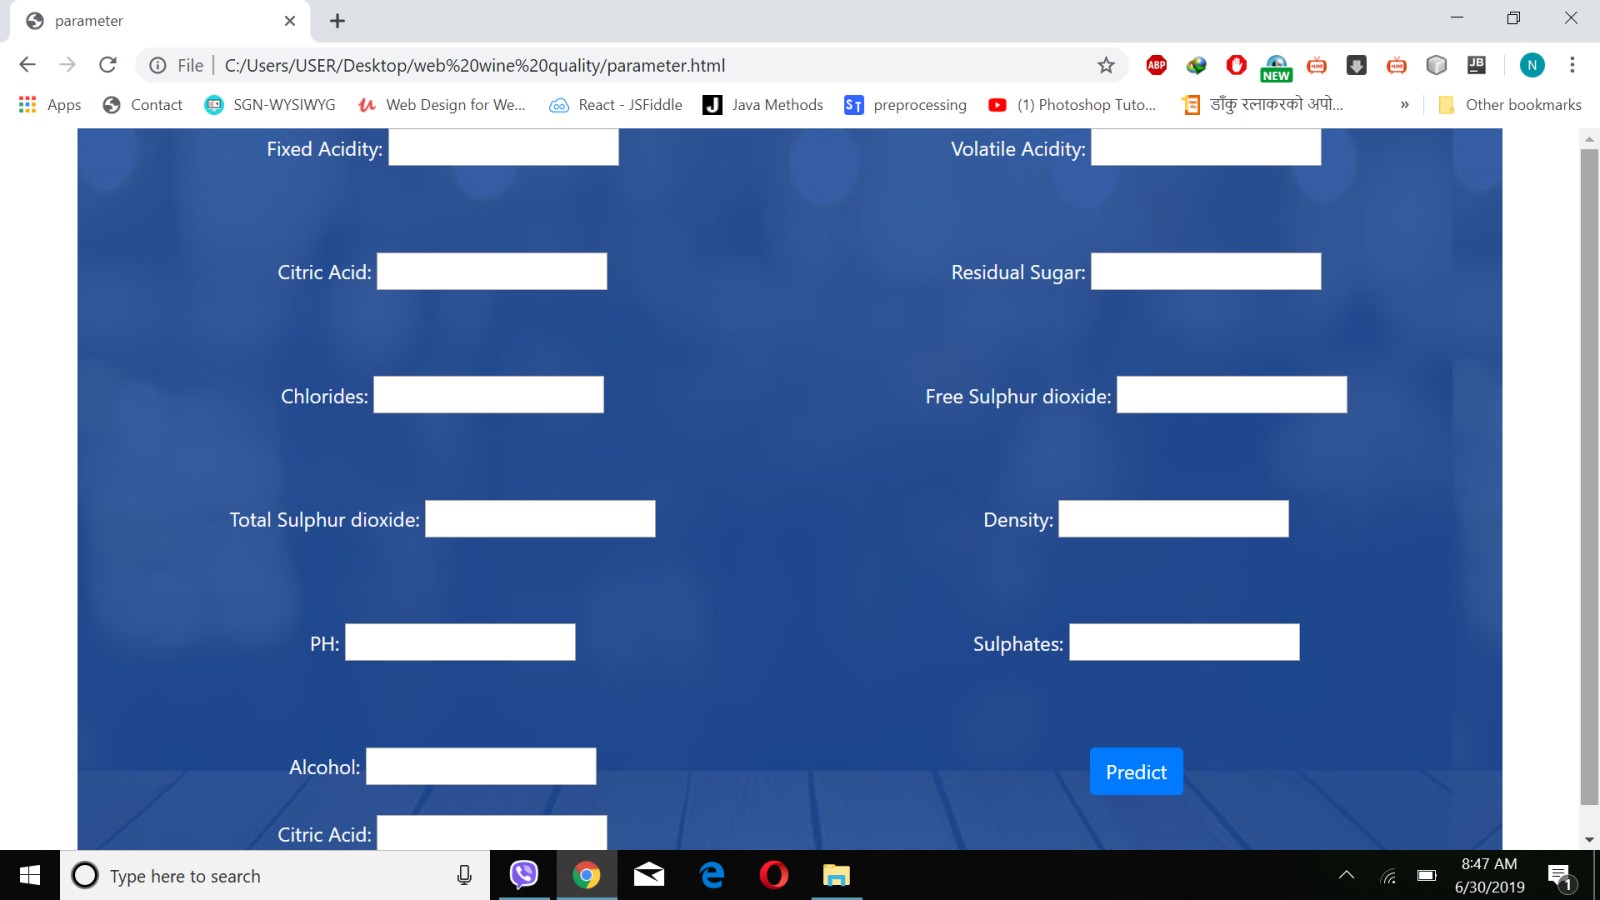 parameter
File C:/Users/USER/Desktop/web%20wine%20quality/parameter.html
ABP
NEW
JB
N
Apps Contact SGN-WYSIWYG Web Design for We... React - JSFiddle J Java Methods ST preprocessing (1) Photoshop Tuto... डाँकु रत्नाकरको अपो... » Other bookmarks
Fixed Acidity: Volatile Acidity:
Citric Acid: Residual Sugar:
Chlorides: Free Sulphur dioxide:
Total Sulphur dioxide: Density:
PH: Sulphates:
Alcohol: Predict
Citric Acid:
Type here to search
8:47 AM
6/30/2019
1